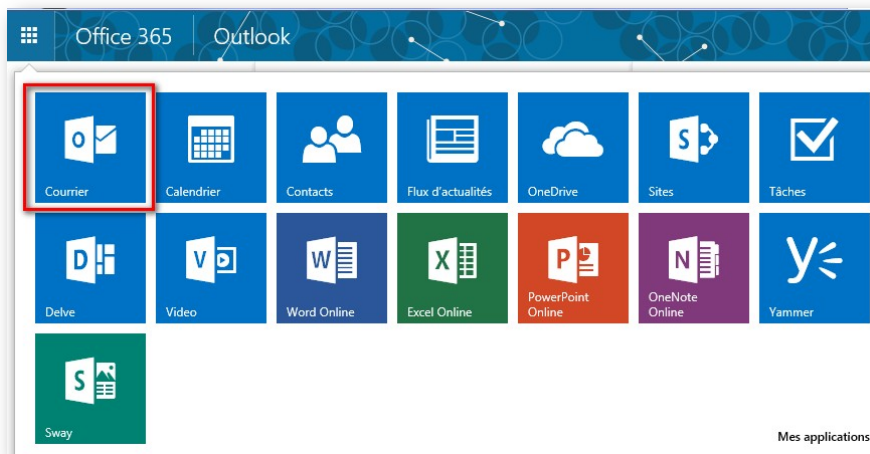 Office 365 Outlook
Courrier Calendrier Contacts Flux d'actualités OneDrive Sites Tâches
Delve Video Word Online Excel Online PowerPoint Online OneNote Online Yammer
Sway
Mes applications